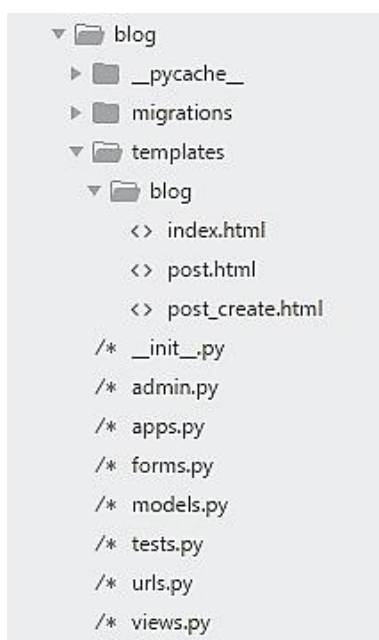 blog
__pycache__
migrations
templates
blog
<> index.html
<> post.html
<> post_create.html
/* __init__.py
/* admin.py
/* apps.py
/* forms.py
/* models.py
/* tests.py
/* urls.py
/* views.py